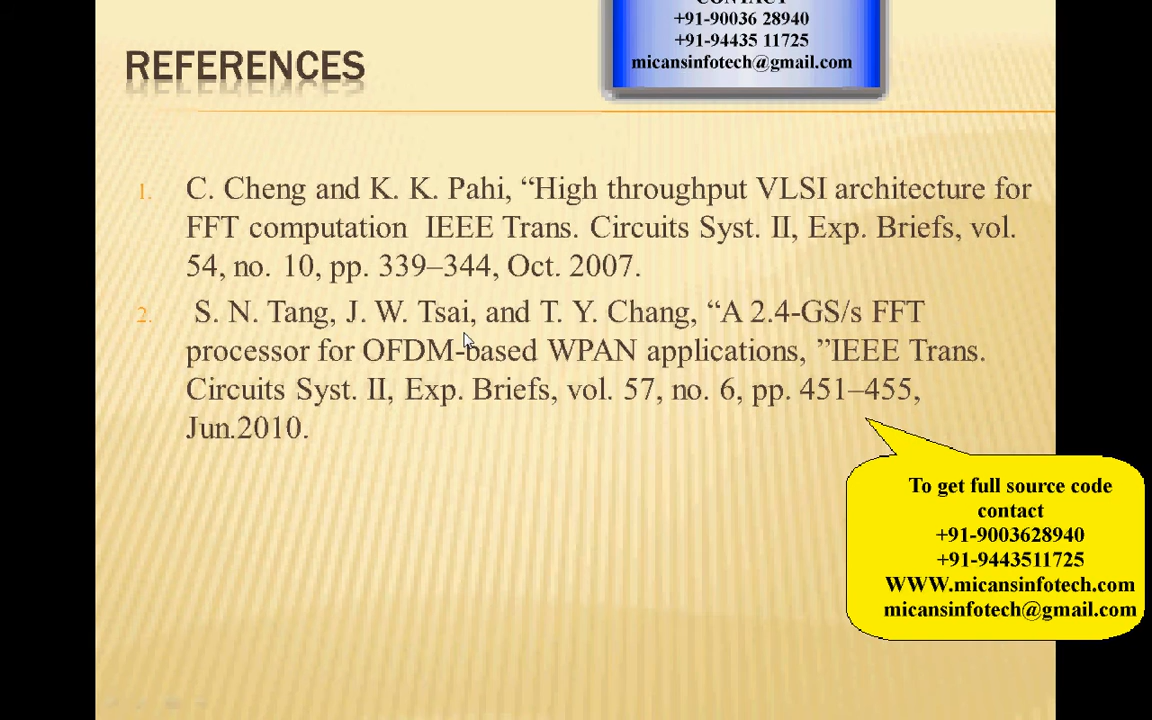 CONTACT
+91-90036 28940
+91-94435 11725
micansinfotech@gmail.com
REFERENCES
1. C. Cheng and K. K. Pahi, “High throughput VLSI architecture for
FFT computation IEEE Trans. Circuits Syst. II, Exp. Briefs, vol.
54, no. 10, pp. 339–344, Oct. 2007.
2. S. N. Tang, J. W. Tsai, and T. Y. Chang, “A 2.4-GS/s FFT
processor for OFDM-based WPAN applications, ”IEEE Trans.
Circuits Syst. II, Exp. Briefs, vol. 57, no. 6, pp. 451–455,
Jun.2010.
To get full source code
contact
+91-9003628940
+91-9443511725
WWW.micansinfotech.com
micansinfotech@gmail.com